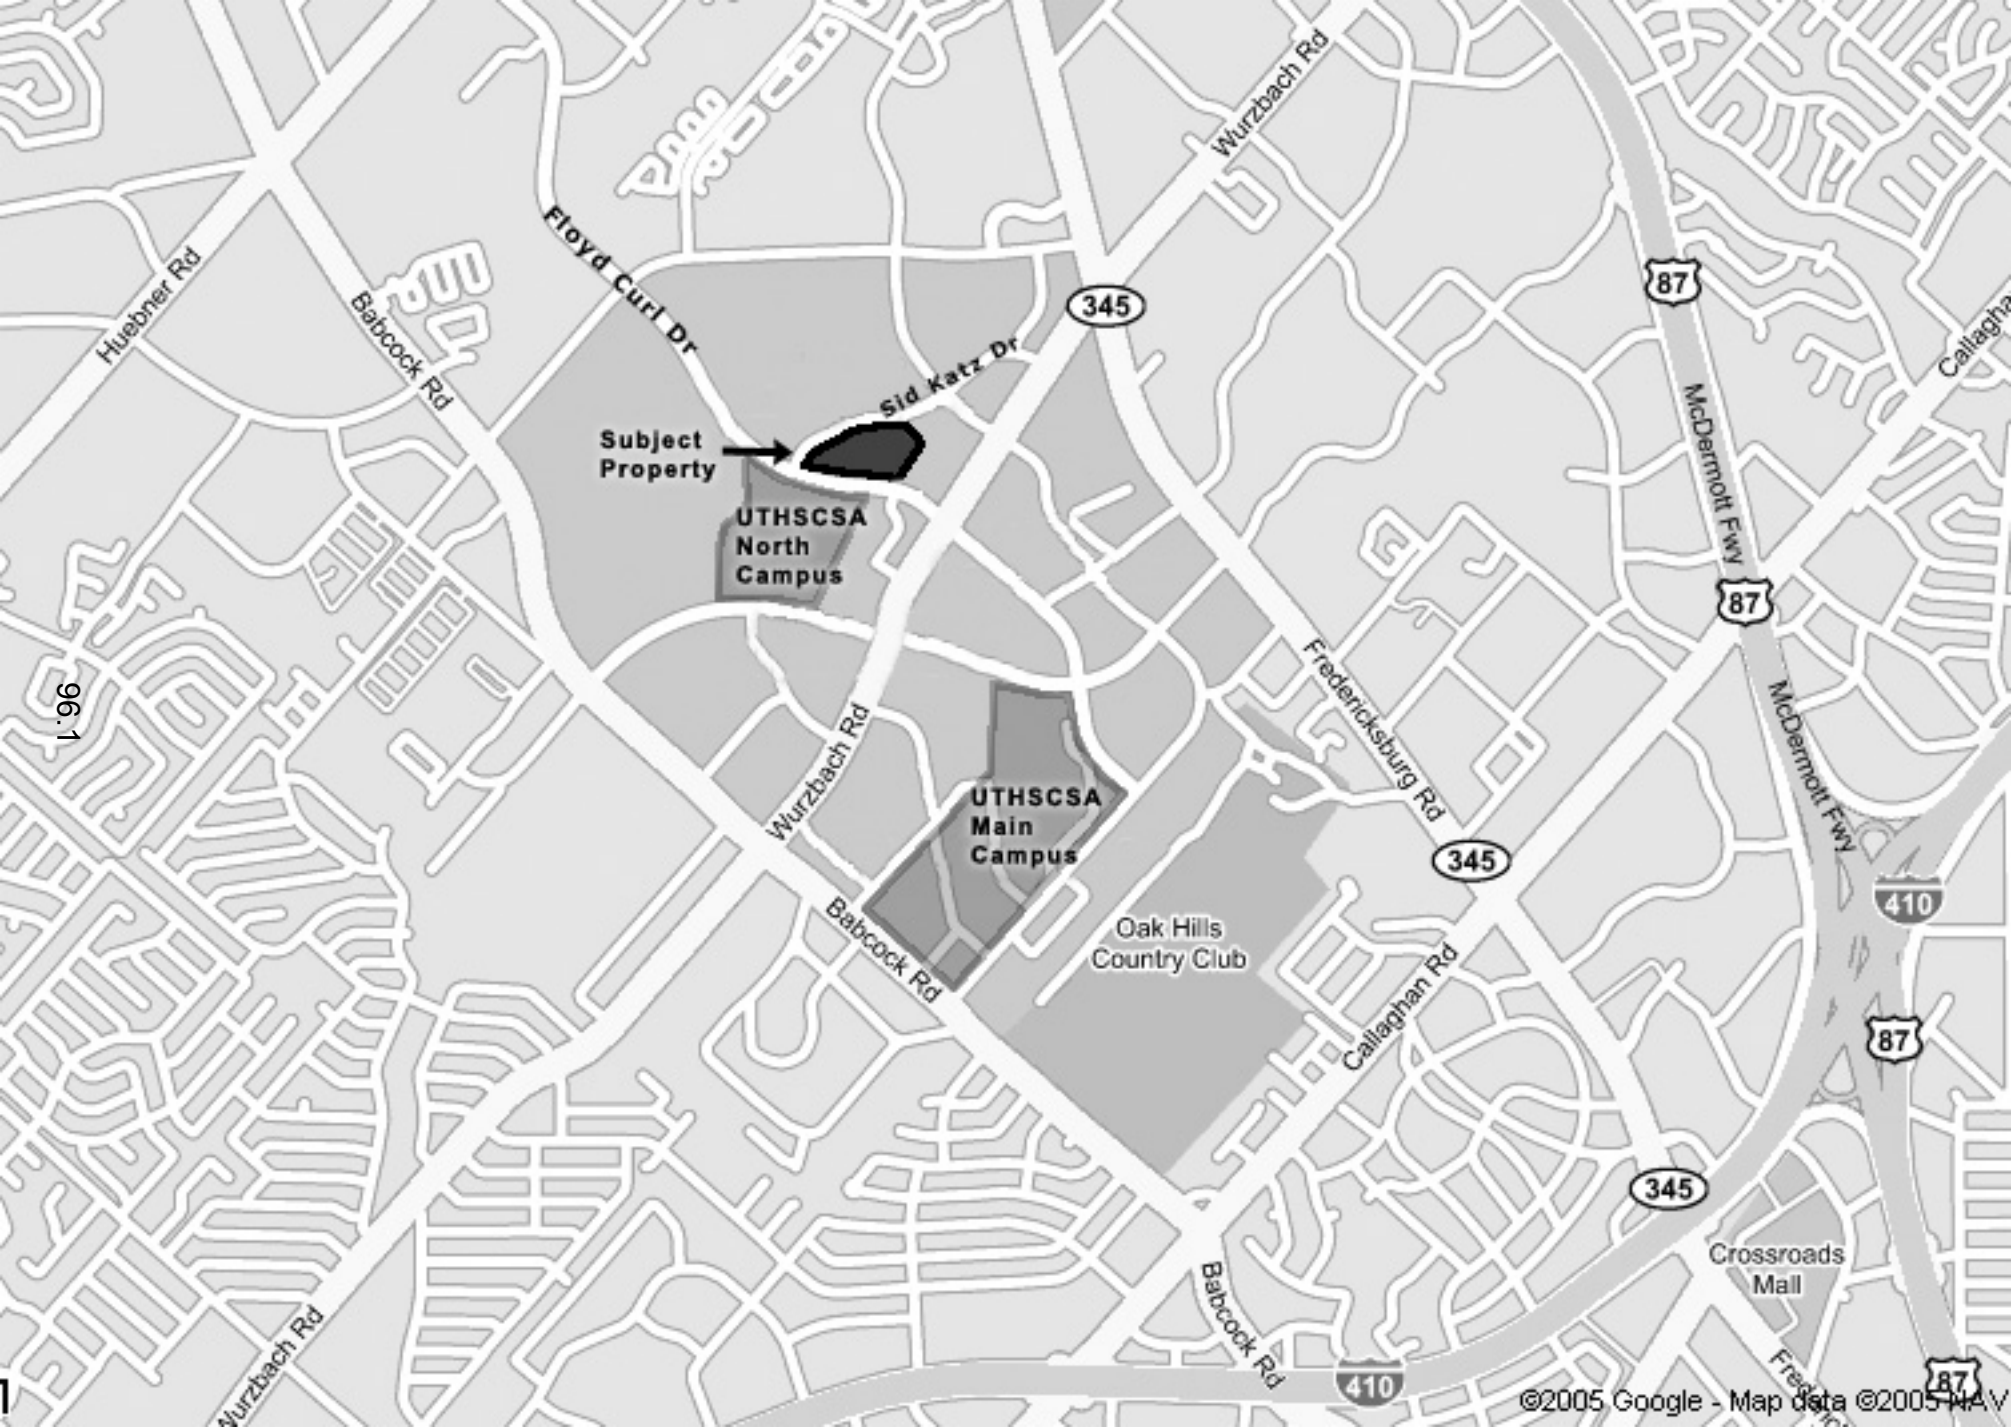 Wurzbach Rd
Floyd Curl Dr
Huebner Rd
87
Babcock Rd
345
Callagha
Sid Katz Dr
McDermott Fwy
Subject
Property
UTHSCSA
North
Campus
87
Fredericksburg Rd
96.1
Wurzbach Rd
McDermott Fwy
UTHSCSA
Main
Campus
345
410
Babcock Rd
Oak Hills
Country Club
Callaghan Rd
87
345
Crossroads
Mall
Babcock Rd
Wurzbach Rd
410
87
©2005 Google - Map data ©2005 NAV